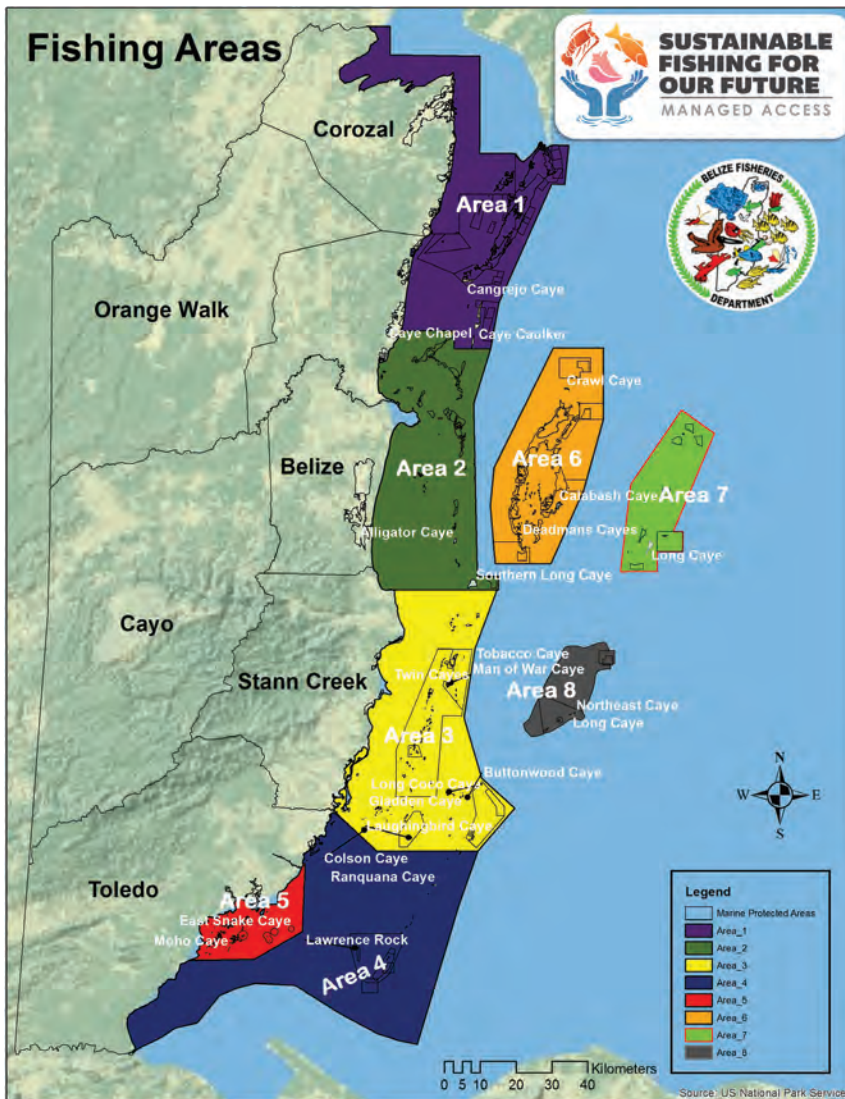 Fishing Areas
SUSTAINABLE
FISHING FOR
OUR FUTURE
MANAGED ACCESS
Corozal
BELIZE FISHERIES
DEPARTMENT
Area 1
Orange Walk
Cangrejo Caye
Caye Chapel
Caye Caulker
Crawl Caye
Belize
Area 2
Area 6
Calabash Caye
Area 7
Alligator Caye
Deadmans Cayes
Long Caye
Southern Long Caye
Cayo
Stann Creek
Tobacco Caye
Twin Cayes
Man of War Caye
Area 8
Northeast Caye
Long Caye
Area 3
Buttonwood Caye
Long Coco Caye
Gladden Cayo
Laughingbird Caye
N
W
E
S
Colson Caye
Ranquana Caye
Toledo
Area 5
East Snake Caye
Moho Caye
Lawrence Rock
Area 4
Legend
Marine Protected Areas
Area_1
Area_2
Area_3
Area_4
Area_5
Area_6
Area_7
Area_8
Kilometers
0 5 10 20 30 40
Source: US National Park Service